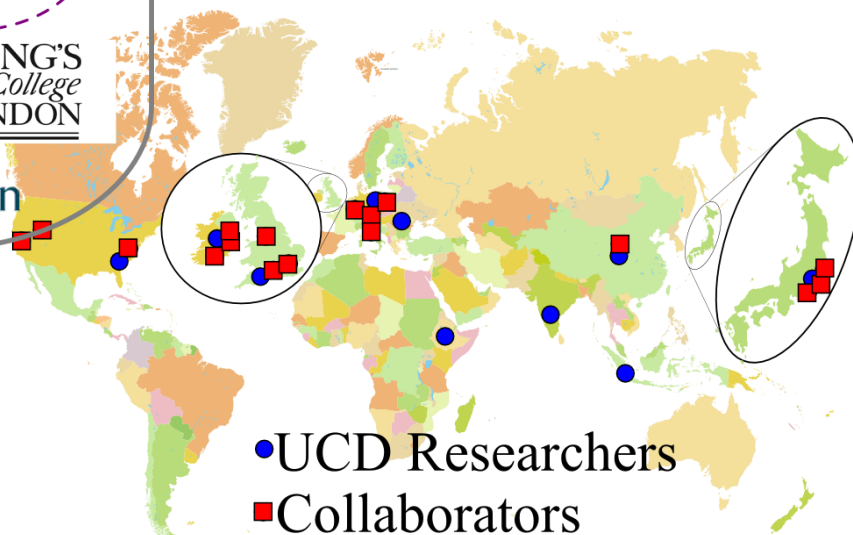 NG'S
College
NDON
n
UCD Researchers
Collaborators